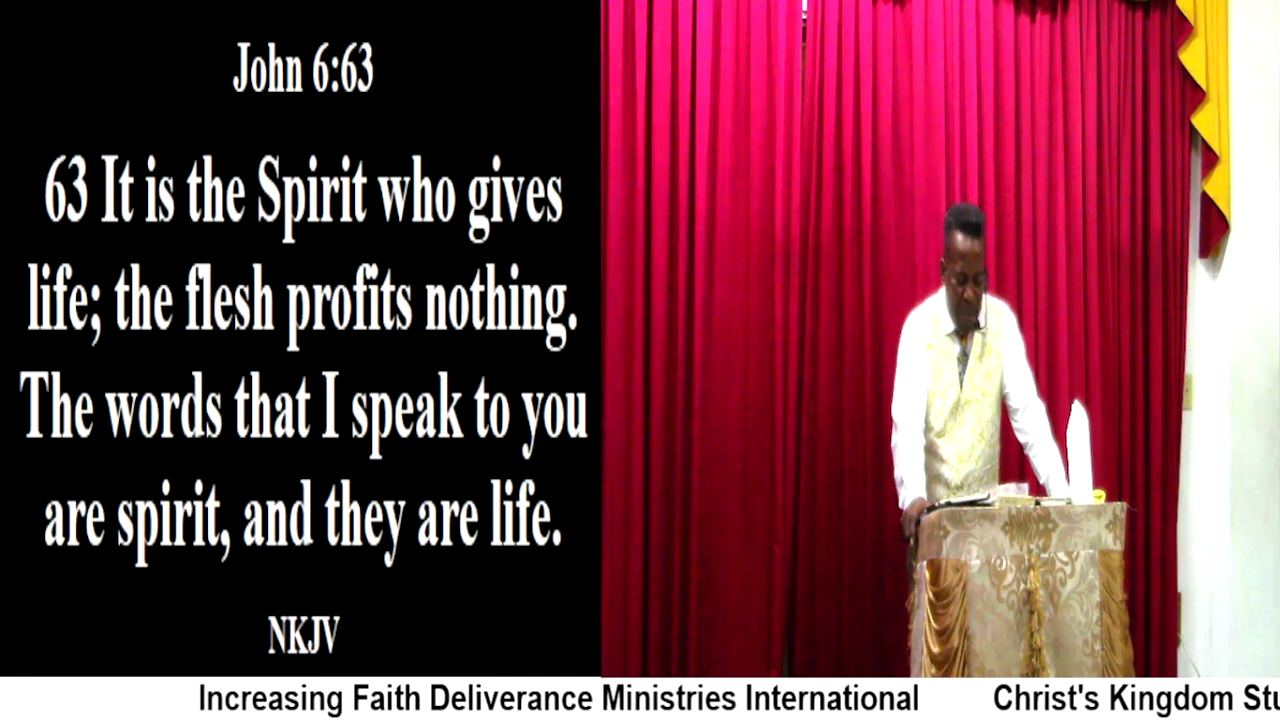 John 6:63
63 It is the Spirit who gives
life; the flesh profits nothing.
The words that I speak to you
are spirit, and they are life.
NKJV
Increasing Faith Deliverance Ministries International Christ's Kingdom